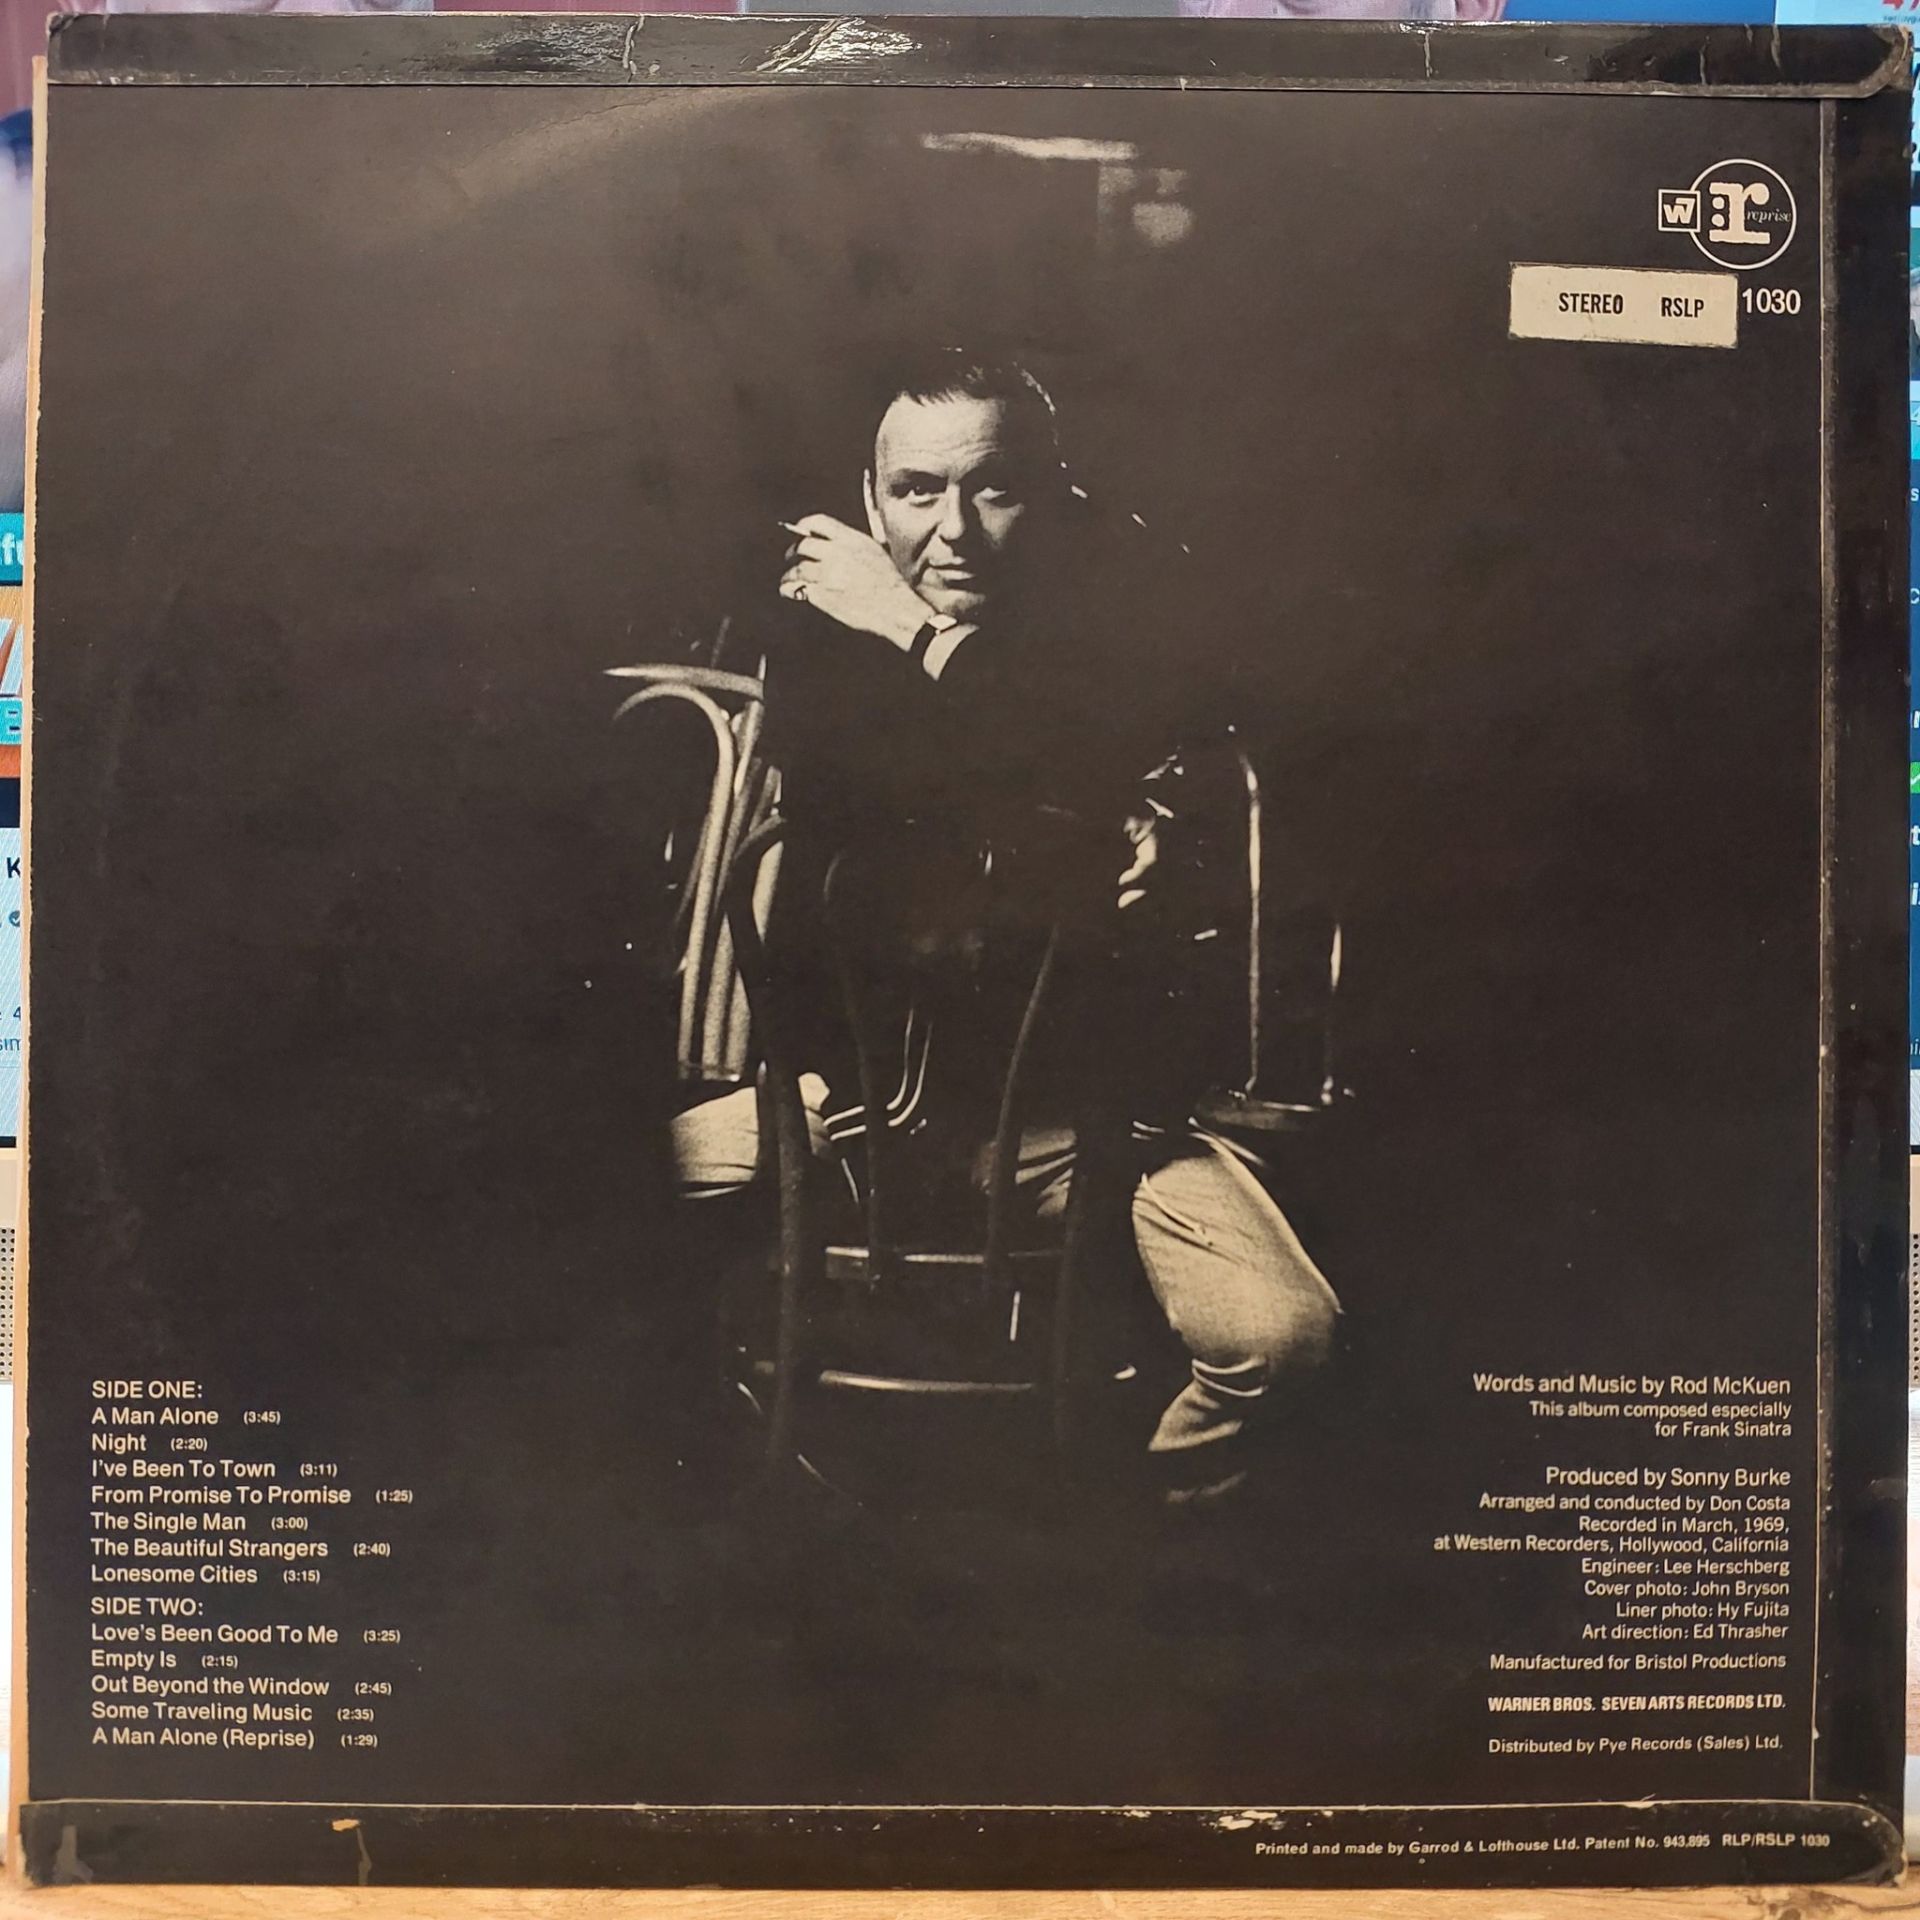 W7 r reprise
STEREO RSLP 1030
SIDE ONE:
A Man Alone (3:45)
Night (2:20)
I've Been To Town (3:11)
From Promise To Promise (1:25)
The Single Man (3:00)
The Beautiful Strangers (2:40)
Lonesome Cities (3:15)
SIDE TWO:
Love's Been Good To Me (3:25)
Empty Is (2:15)
Out Beyond the Window (2:45)
Some Traveling Music (2:35)
A Man Alone (Reprise) (1:29)
Words and Music by Rod McKuen
This album composed especially
for Frank Sinatra
Produced by Sonny Burke
Arranged and conducted by Don Costa
Recorded in March, 1969,
at Western Recorders, Hollywood, California
Engineer: Lee Herschberg
Cover photo: John Bryson
Liner photo: Hy Fujita
Art direction: Ed Thrasher
Manufactured for Bristol Productions
WARNER BROS. SEVEN ARTS RECORDS LTD.
Distributed by Pye Records (Sales) Ltd.
Printed and made by Garrod & Lofthouse Ltd. Patent No. 943,895 RLP/RSLP 1030